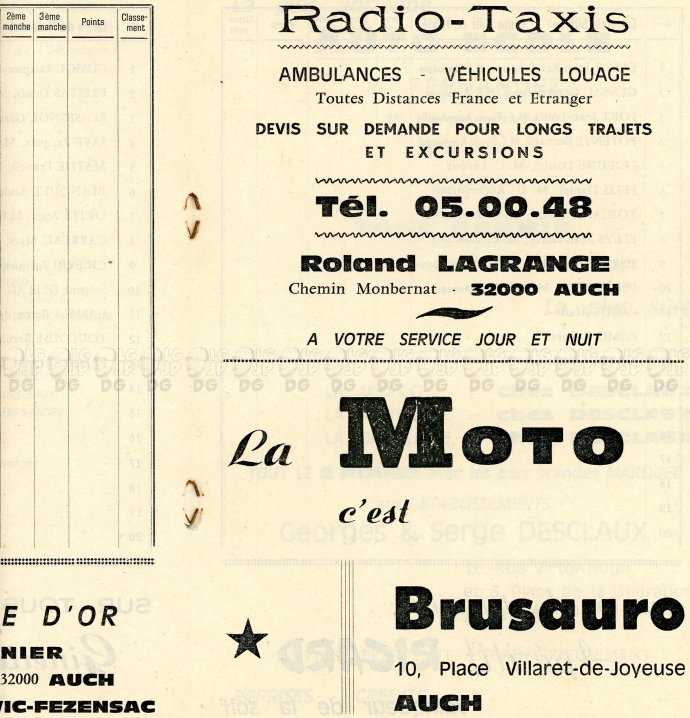 2ème manche
3ème manche
Points
Classe-
ment
E D'OR
NIER
32000 AUCH
VIC-FEZENSAC
Radio-Taxis
AMBULANCES - VÉHICULES LOUAGE
Toutes Distances France et Etranger
DEVIS SUR DEMANDE POUR LONGS TRAJETS
ET EXCURSIONS
Tél. 05.00.48
Roland LAGRANGE
Chemin Monbernat - 32000 AUCH
A VOTRE SERVICE JOUR ET NUIT
DG DG DG DG DG DG DG DG DG DG DG DG DG DG DG
La MOTO
c'est
Brusauro
10, Place Villaret-de-Joyeuse
AUCH